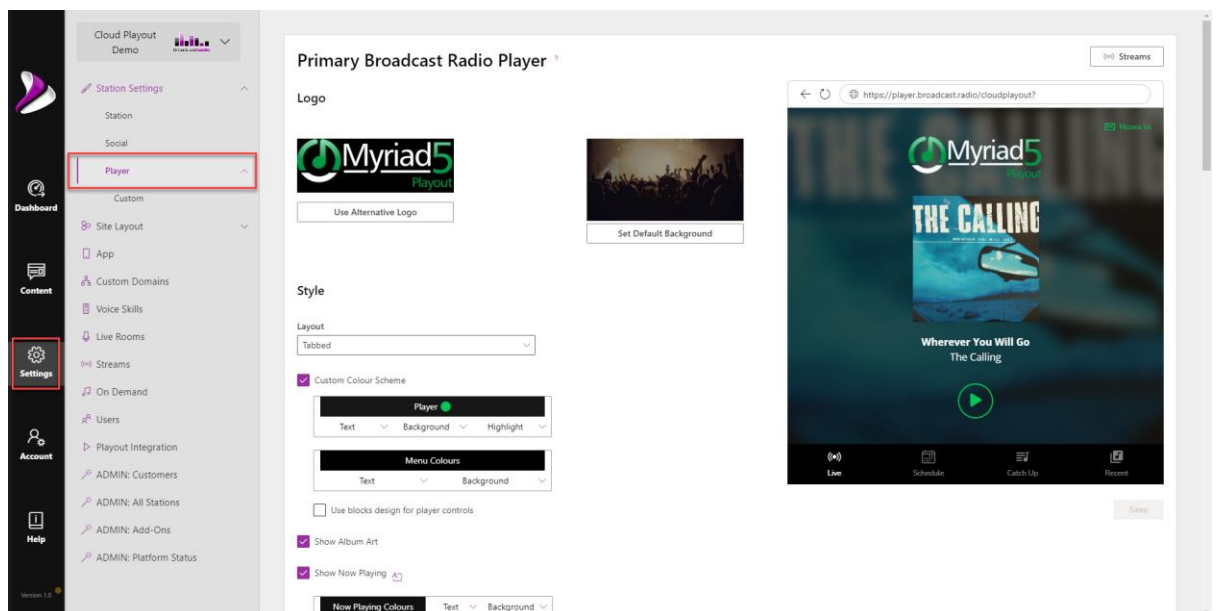 Cloud Playout
Demo
Station Settings
Station
Social
Player
Custom
Site Layout
App
Custom Domains
Voice Skills
Live Rooms
Streams
On Demand
Users
Playout Integration
ADMIN: Customers
ADMIN: All Stations
ADMIN: Add-Ons
ADMIN: Platform Status
Dashboard
Content
Settings
Account
Help
Version 1.0
Primary Broadcast Radio Player ?
Streams
Logo
Myriad5
Playout
Use Alternative Logo
Set Default Background
Style
Layout
Tabbed
Custom Colour Scheme
Player
Text Background Highlight
Menu Colours
Text Background
Use blocks design for player controls
Show Album Art
Show Now Playing
Now Playing Colours Text Background
https://player.broadcast.radio/cloudplayout?
Message Us
Myriad5
Playout
THE CALLING
Wherever You Will Go
The Calling
Live Schedule Catch Up Recent
Save